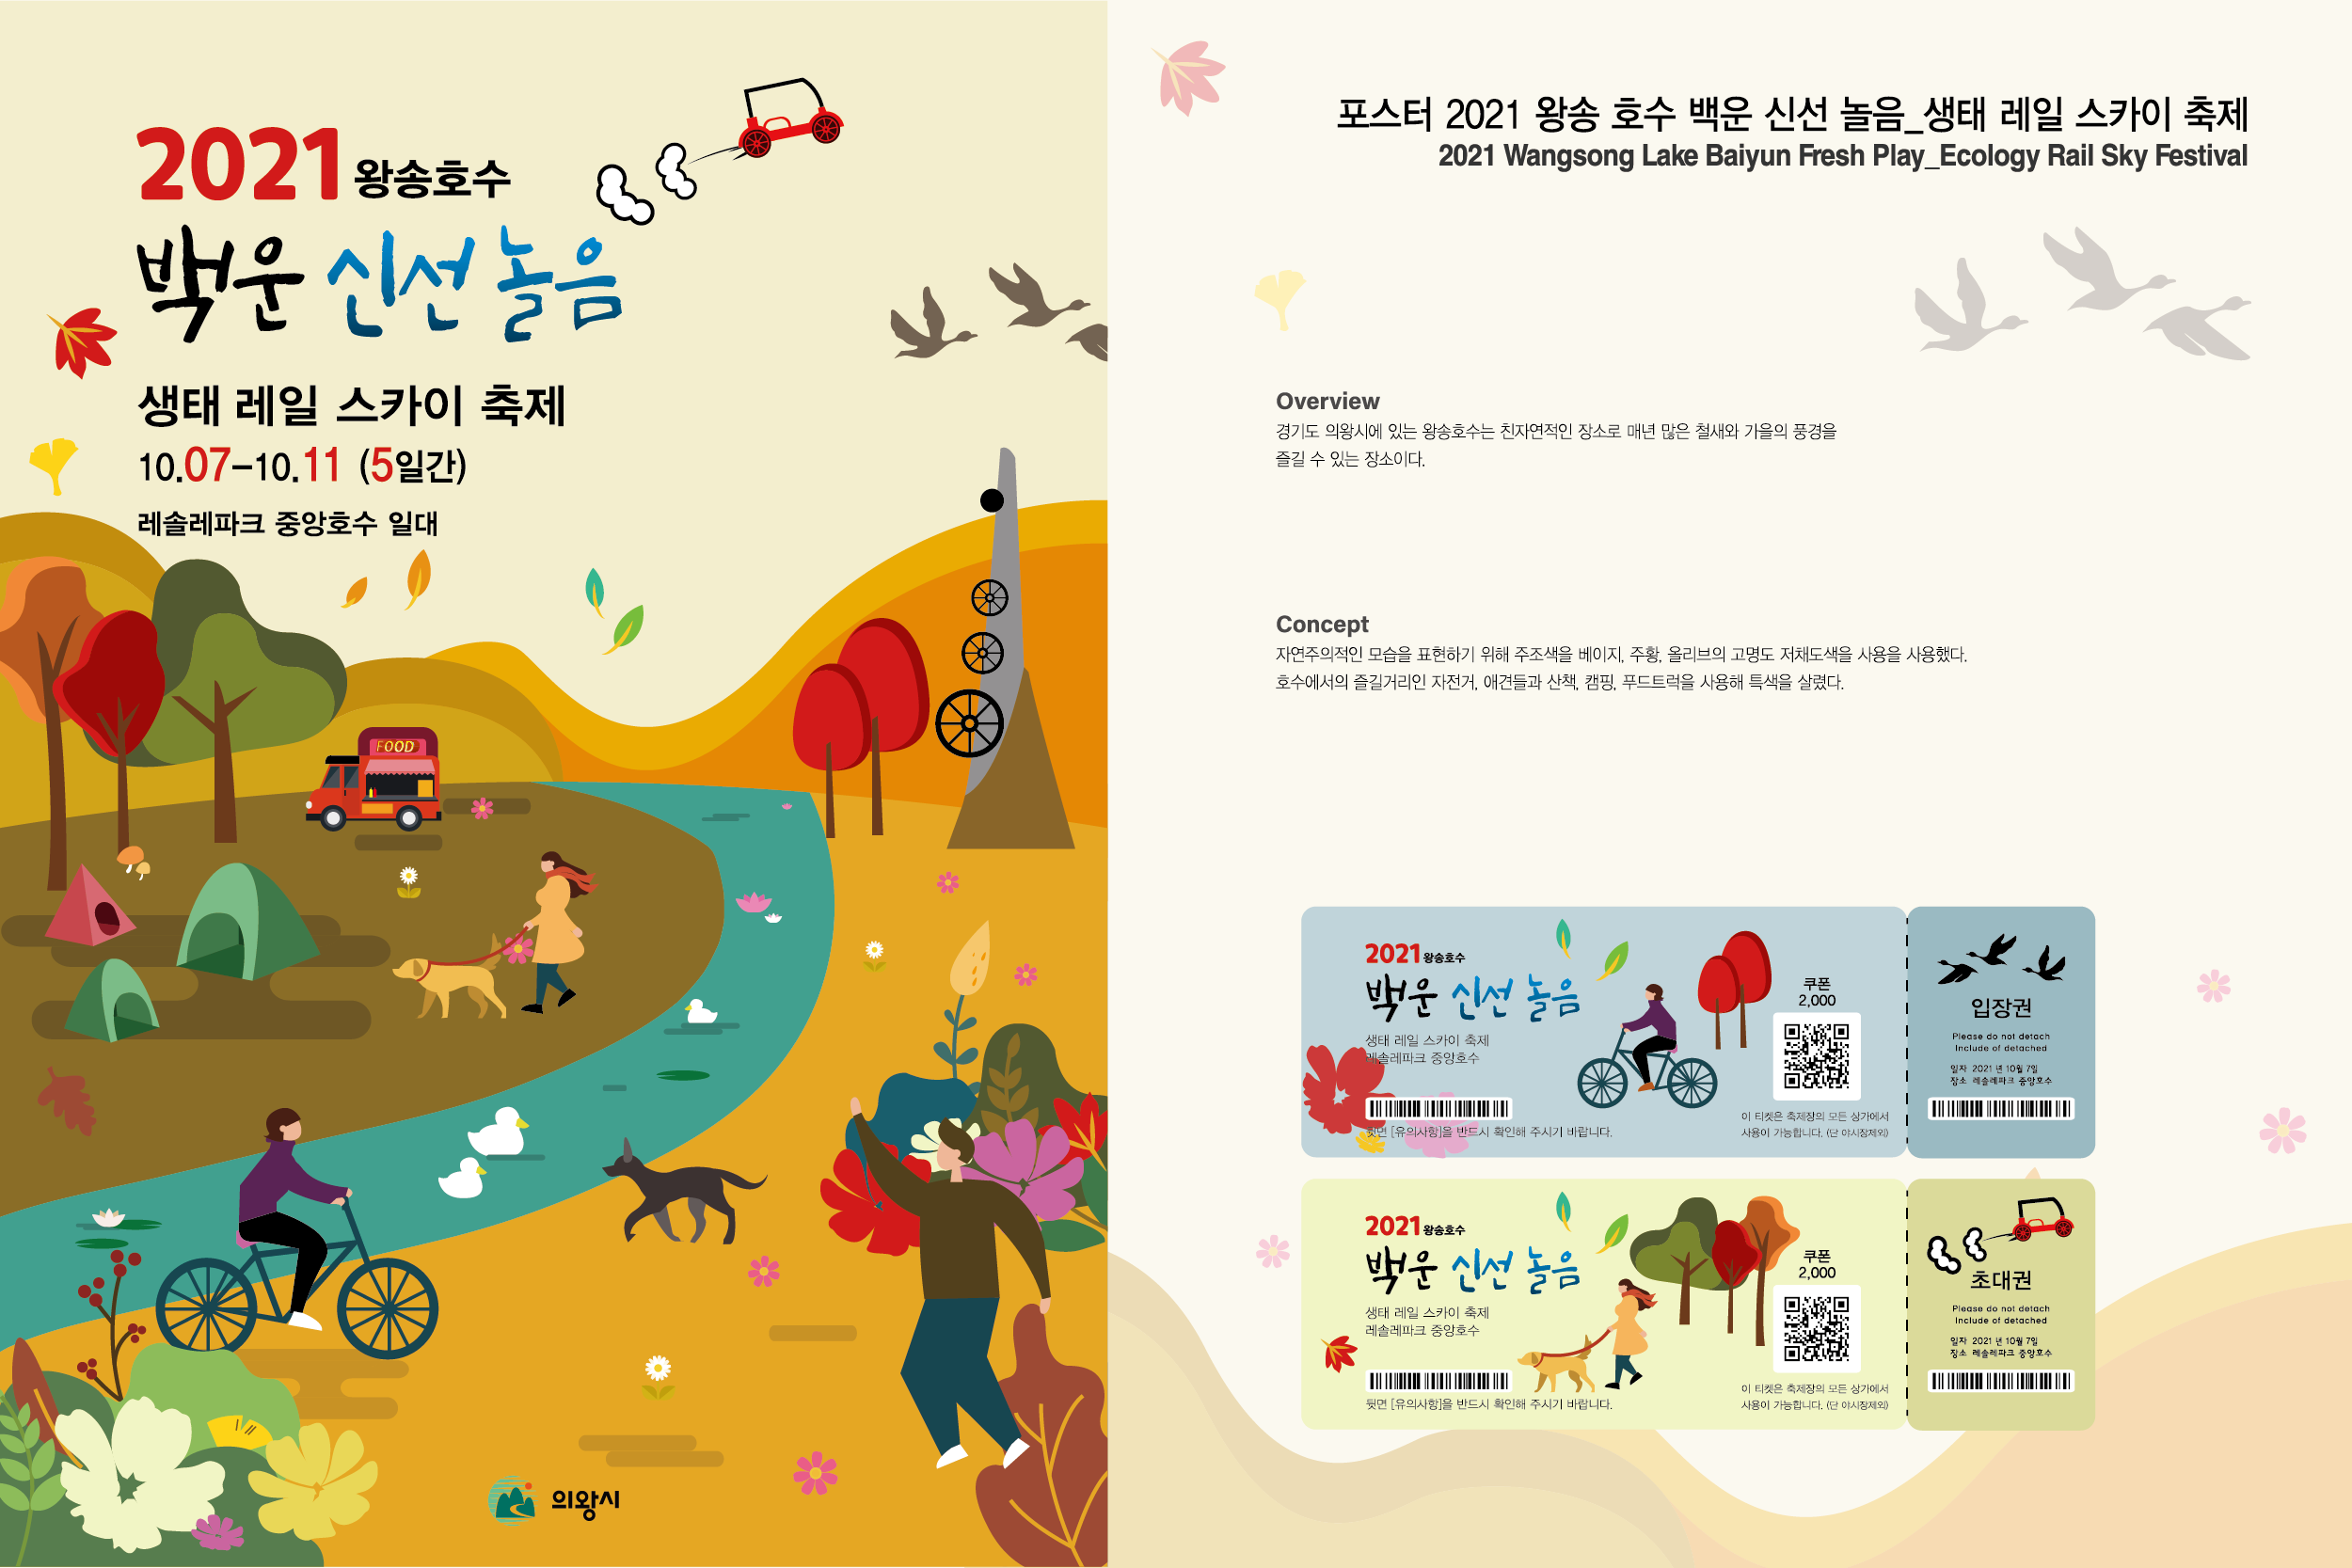 2021 왕송호수
백운 신선 놀음
생태 레일 스카이 축제
10.07-10.11 (5일간)
레솔레파크 중앙호수 일대
FOOD
의왕시
포스터 2021 왕송 호수 백운 신선 놀음_생태 레일 스카이 축제
2021 Wangsong Lake Baiyun Fresh Play_Ecology Rail Sky Festival
Overview
경기도 의왕시에 있는 왕송호수는 친자연적인 장소로 매년 많은 철새와 가을의 풍경을
즐길 수 있는 장소이다.
Concept
자연주의적인 모습을 표현하기 위해 주조색을 베이지, 주황, 올리브의 고명도 저채도색을 사용을 사용했다.
호수에서의 즐길거리인 자전거, 애견들과 산책, 캠핑, 푸드트럭을 사용해 특색을 살렸다.
2021 왕송호수
백운 신선 놀음
생태 레일 스카이 축제
레솔레파크 중앙호수
뒷면 [유의사항]을 반드시 확인해 주시기 바랍니다.
쿠폰
2,000
이 티켓은 축제장의 모든 상가에서
사용이 가능합니다. (단 야시장제외)
입장권
Please do not detach
Include of detached
일자 2021 년 10월 7일
장소 레솔레파크 중앙호수
2021 왕송호수
백운 신선 놀음
생태 레일 스카이 축제
레솔레파크 중앙호수
뒷면 [유의사항]을 반드시 확인해 주시기 바랍니다.
쿠폰
2,000
이 티켓은 축제장의 모든 상가에서
사용이 가능합니다. (단 야시장제외)
초대권
Please do not detach
Include of detached
일자 2021 년 10월 7일
장소 레솔레파크 중앙호수